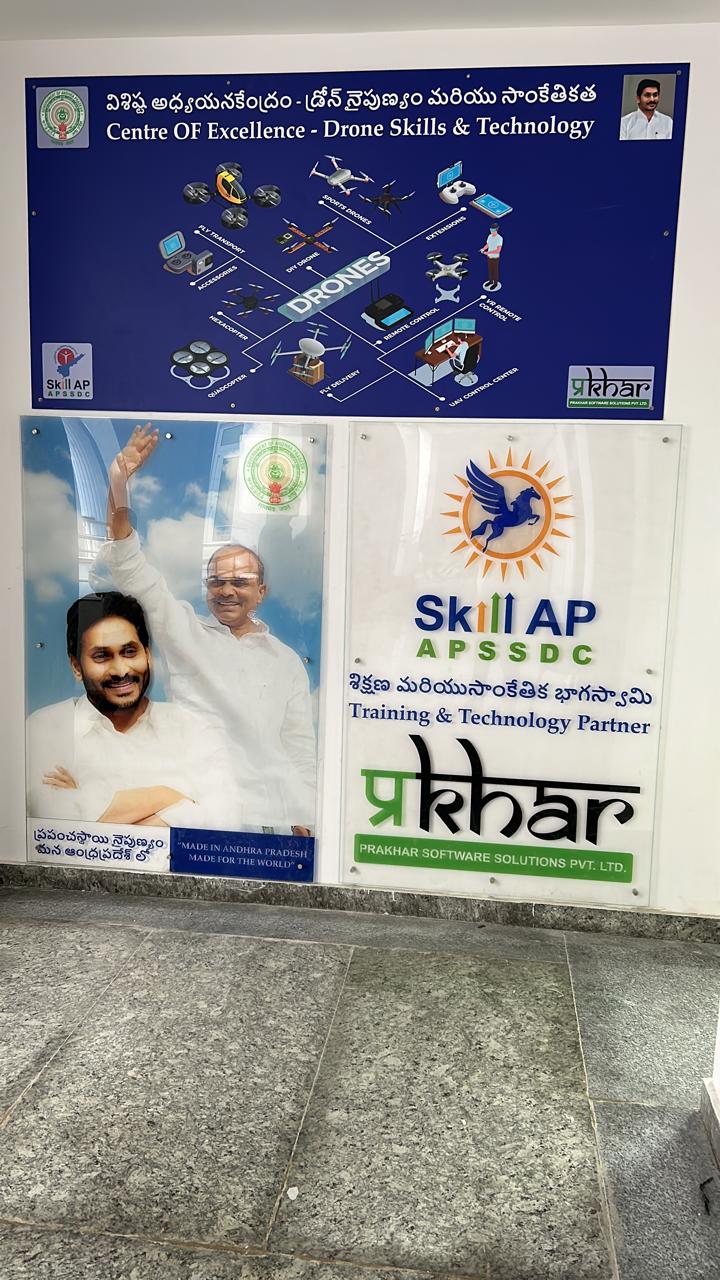 విశిష్ట అధ్యయనకేంద్రం - డ్రోన్ నైపుణ్యం మరియు సాంకేతికత
Centre OF Excellence - Drone Skills & Technology
SPORTS DRONES
EXTENSIONS
FLY TRANSPORT
DIY DRONE
ACCESSORIES
DRONES
VR REMOTE
CONTROL
HEXACOPTER
REMOTE CONTROL
QUADCOPTER
FLY DELIVERY
UAV CONTROL CENTER
Skill AP
APSSDC
प्रkhar
PRAKHAR SOFTWARE SOLUTIONS PVT. LTD.
ప్రపంచస్థాయి నైపుణ్యం
మన ఆంధ్రప్రదేశ్ లో
"MADE IN ANDHRA PRADESH
MADE FOR THE WORLD"
Skill AP
APSSDC
శిక్షణ మరియుసాంకేతిక భాగస్వామి
Training & Technology Partner
प्रkhar
PRAKHAR SOFTWARE SOLUTIONS PVT. LTD.